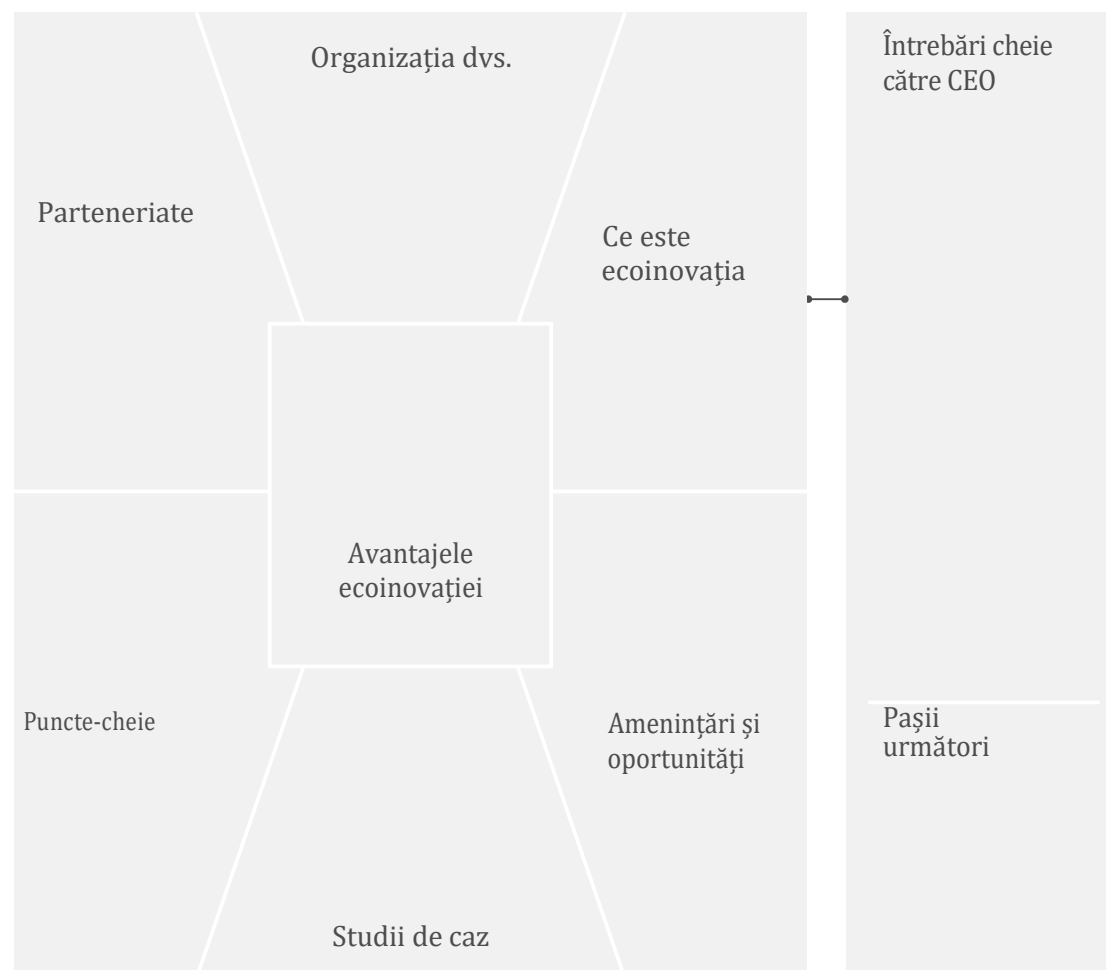 Organizația dvs.
Parteneriate
Ce este
ecoinovația
Avantajele
ecoinovației
Puncte-cheie
Amenințări și
oportunități
Studii de caz
Întrebări cheie
către CEO
Pașii
următori